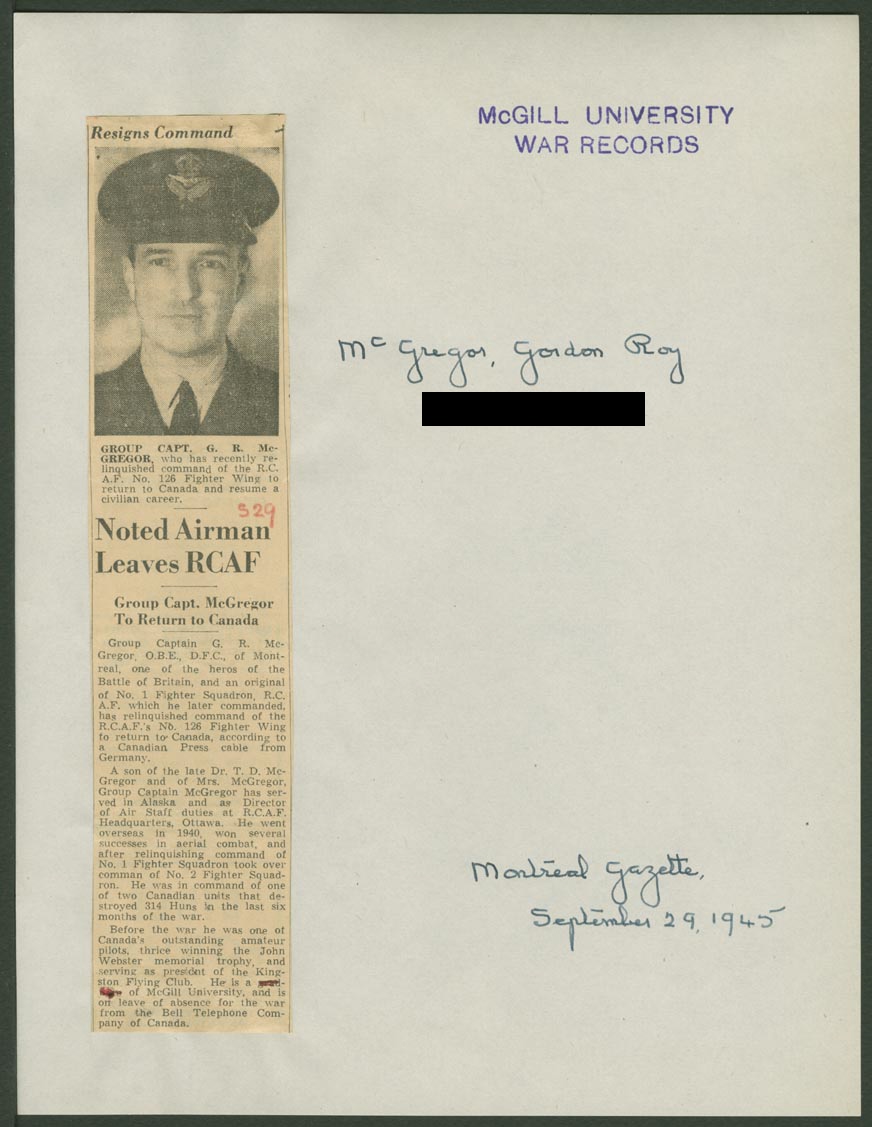 McGILL UNIVERSITY
WAR RECORDS
Resigns Command
McGregor, Gordon Roy
GROUP CAPT. G. R. Mc-
GREGOR, who has recently re-
linquished command of the R.C.
A.F. No. 126 Fighter Wing to
return to Canada and resume a
civilian career.
S29
Noted Airman
Leaves RCAF
Group Capt. McGregor
To Return to Canada
Group Captain G. R. Mc-
Gregor, O.B.E., D.F.C., of Mont-
real, one of the heros of the
Battle of Britain, and an original
of No. 1 Fighter Squadron, R.C.
A.F. which he later commanded,
has relinquished command of the
R.C.A.F.'s No. 126 Fighter Wing
to return to Canada, according to
a Canadian Press cable from
Germany.
A son of the late Dr. T. D. Mc-
Gregor and of Mrs. McGregor,
Group Captain McGregor has ser-
ved in Alaska and as Director
of Air Staff duties at R.C.A.F.
Headquarters, Ottawa. He went
overseas in 1940, won several
successes in aerial combat, and
after relinquishing command of
No. 1 Fighter Squadron took over
comman of No. 2 Fighter Squad-
ron. He was in command of one
of two Canadian units that de-
stroyed 314 Huns in the last six
months of the war.
Before the war he was one of
Canada's outstanding amateur
pilots, thrice winning the John
Webster memorial trophy, and
serving as president of the King-
ston Flying Club. He is a
of McGill University, and is
on leave of absence for the war
from the Bell Telephone Com-
pany of Canada.
Montreal Gazette,
September 29, 1945